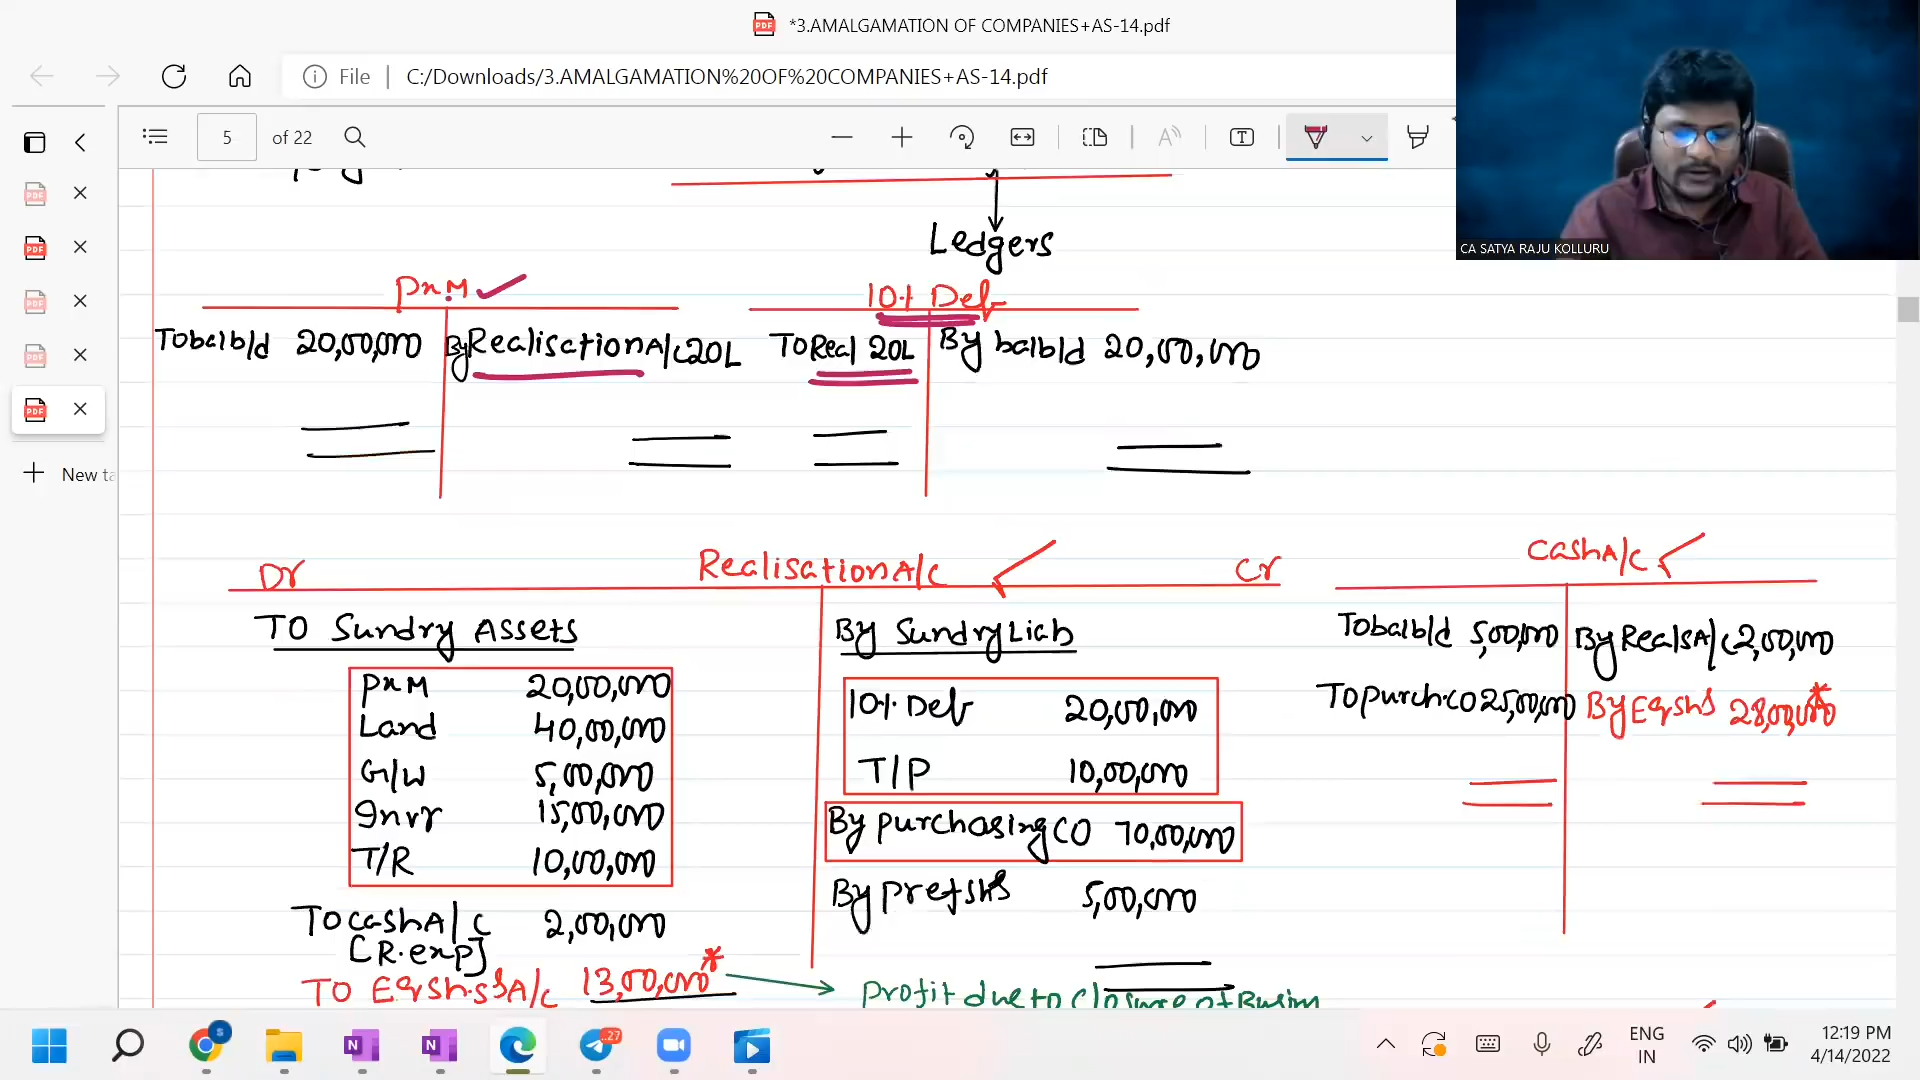 *3.AMALGAMATION OF COMPANIES+AS-14.pdf
File C:/Downloads/3.AMALGAMATION%20OF%20COMPANIES+AS-14.pdf
5 of 22
CA SATYA RAJU KOLLURU
New ta
Ledgers
PnM 10% Deb
To bal b/d 20,00,000 By Realisation A/c 20L To Real 20L By bal b/d 20,00,000
Dr Realisation A/c Cr Cash A/c
To Sundry Assets By Sundry Liab To bal b/d 5,00,000 By Reals A/c 2,00,000
PnM 20,00,000 10% Deb 20,00,000 To Purch.co 25,00,000 By Eq shs 28,00,000*
Land 40,00,000
G/W 5,00,000 T/P 10,00,000
Invr 15,00,000 By Purchasing CO 70,00,000
T/R 10,00,000
To cash A/c 2,00,000 By Pref shs 5,00,000
[R.exp]
To Eq sh.s's A/c 13,00,000* Profit due to closure of Busin
27
ENG
IN
12:19 PM
4/14/2022